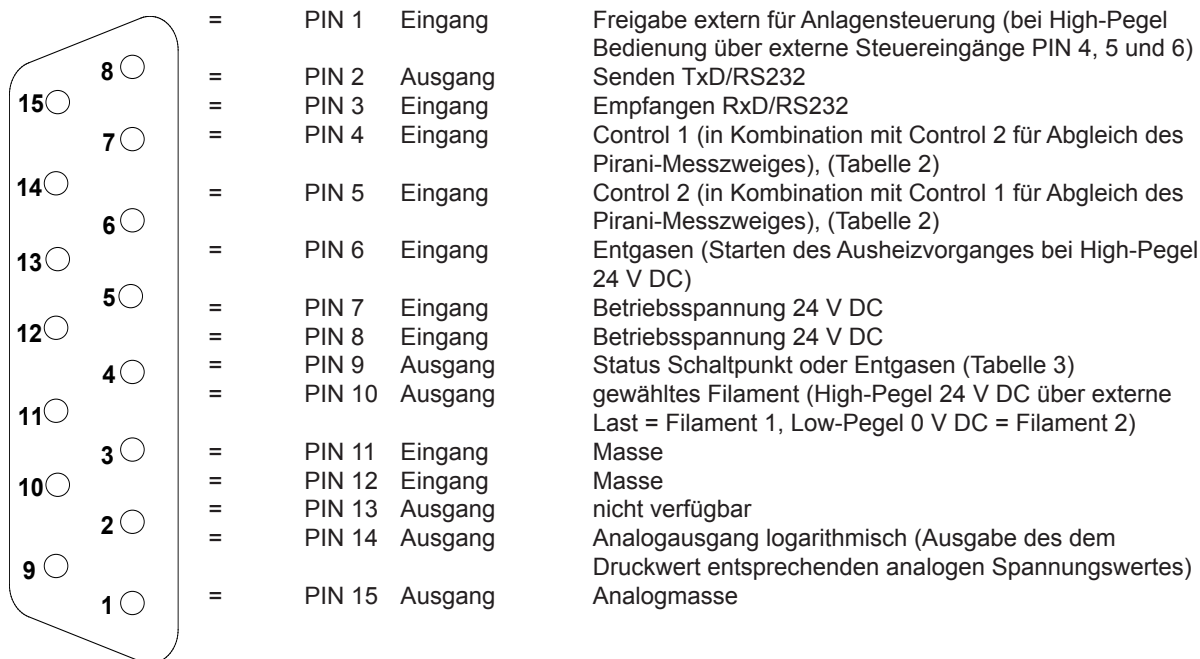 = PIN 1 Eingang Freigabe extern für Anlagensteuerung (bei High-Pegel
Bedienung über externe Steuereingänge PIN 4, 5 und 6)
8
= PIN 2 Ausgang Senden TxD/RS232
15
= PIN 3 Eingang Empfangen RxD/RS232
7
= PIN 4 Eingang Control 1 (in Kombination mit Control 2 für Abgleich des
Pirani-Messzweiges), (Tabelle 2)
14
= PIN 5 Eingang Control 2 (in Kombination mit Control 1 für Abgleich des
Pirani-Messzweiges), (Tabelle 2)
6
= PIN 6 Eingang Entgasen (Starten des Ausheizvorganges bei High-Pegel
24 V DC)
13
5
= PIN 7 Eingang Betriebsspannung 24 V DC
12
= PIN 8 Eingang Betriebsspannung 24 V DC
= PIN 9 Ausgang Status Schaltpunkt oder Entgasen (Tabelle 3)
4
= PIN 10 Ausgang gewähltes Filament (High-Pegel 24 V DC über externe
Last = Filament 1, Low-Pegel 0 V DC = Filament 2)
11
3
= PIN 11 Eingang Masse
= PIN 12 Eingang Masse
10
= PIN 13 Ausgang nicht verfügbar
2
= PIN 14 Ausgang Analogausgang logarithmisch (Ausgabe des dem
Druckwert entsprechenden analogen Spannungswertes)
9
1
= PIN 15 Ausgang Analogmasse